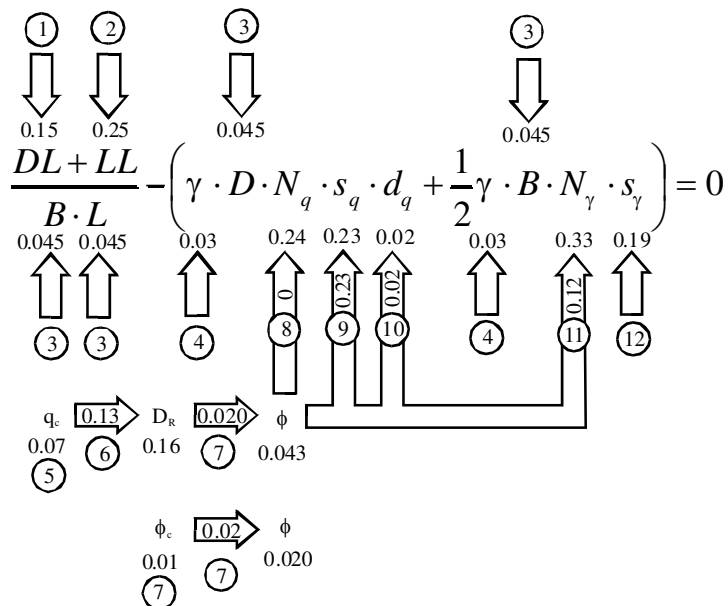 1 2 3 3
0.15 0.25 0.045 0.045
DL + LL / B · L − ( γ · D · N_q · s_q · d_q + 1/2 γ · B · N_γ · s_γ ) = 0
0.045 0.045 0.03 0.24 0.23 0.02 0.03 0.33 0.19
0 0.23 0.02 0.12
3 3 4 8 9 10 4 11 12
q_c 0.13 D_R 0.020 ϕ
0.07 6 0.16 7 0.043
5
ϕ_c 0.02 ϕ
0.01 7 0.020
7